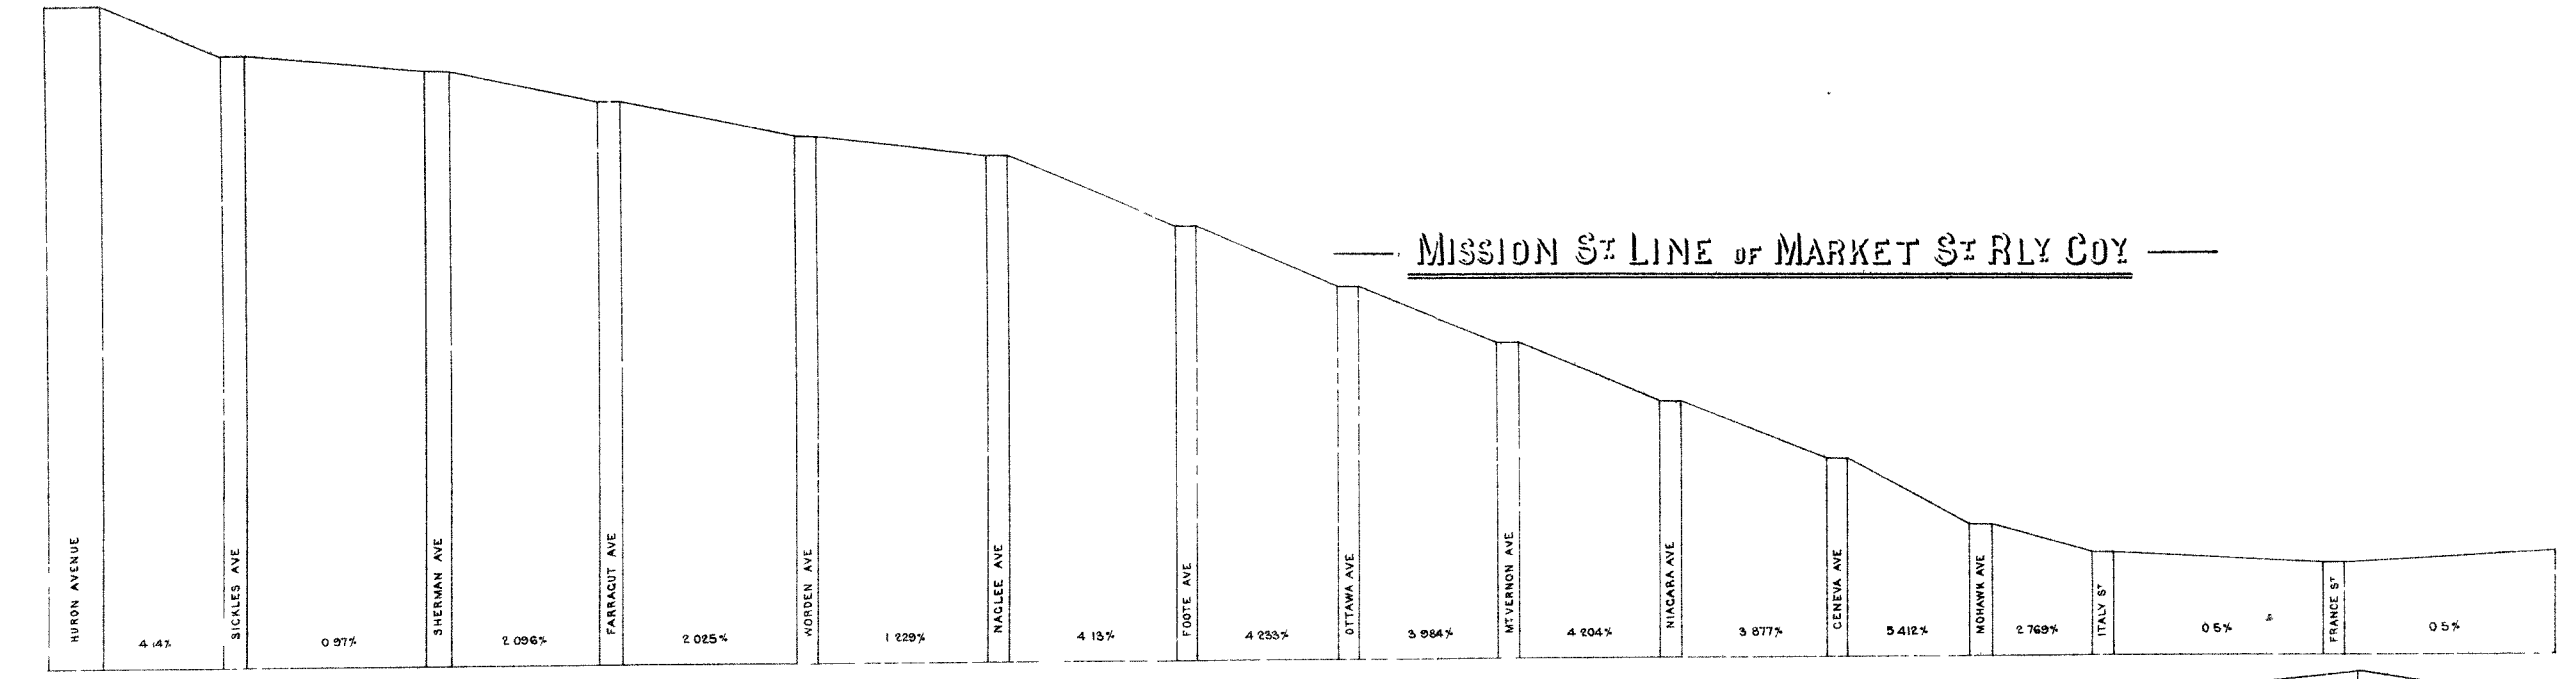 MISSION ST LINE OF MARKET ST RLY COY
HURON AVENUE
4.14%
SICKLES AVE
0.97%
SHERMAN AVE
2.096%
FARRAGUT AVE
2.025%
WORDEN AVE
1.229%
NAGLEE AVE
4.13%
FOOTE AVE
4.233%
OTTAWA AVE
3.984%
MT VERNON AVE
4.204%
NIAGARA AVE
3.877%
GENEVA AVE
5.412%
MOHAWK AVE
2.769%
ITALY ST
0.5%
FRANCE ST
0.5%